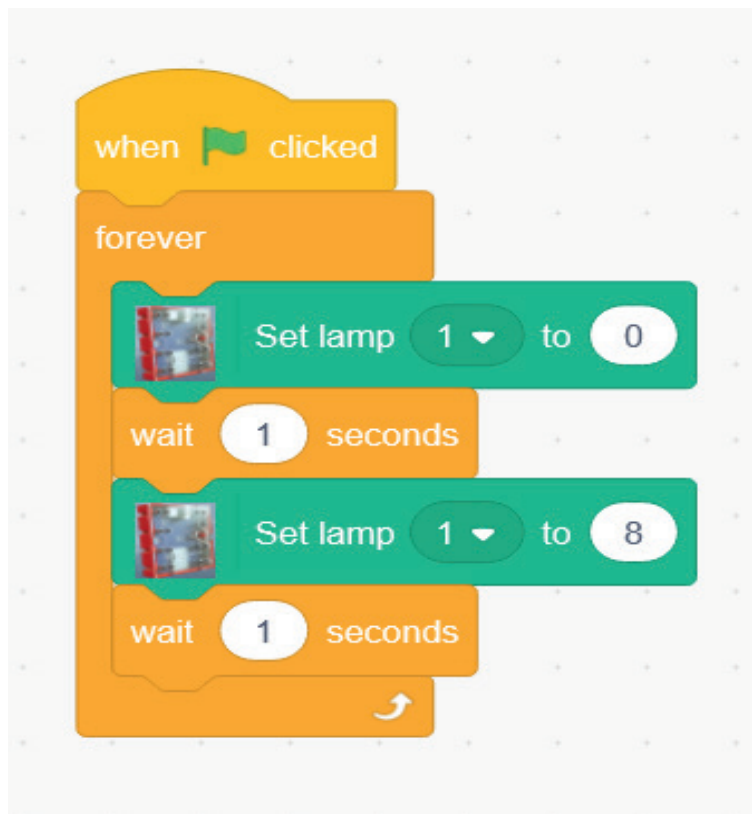 when clicked
forever
Set lamp 1 to 0
wait 1 seconds
Set lamp 1 to 8
wait 1 seconds